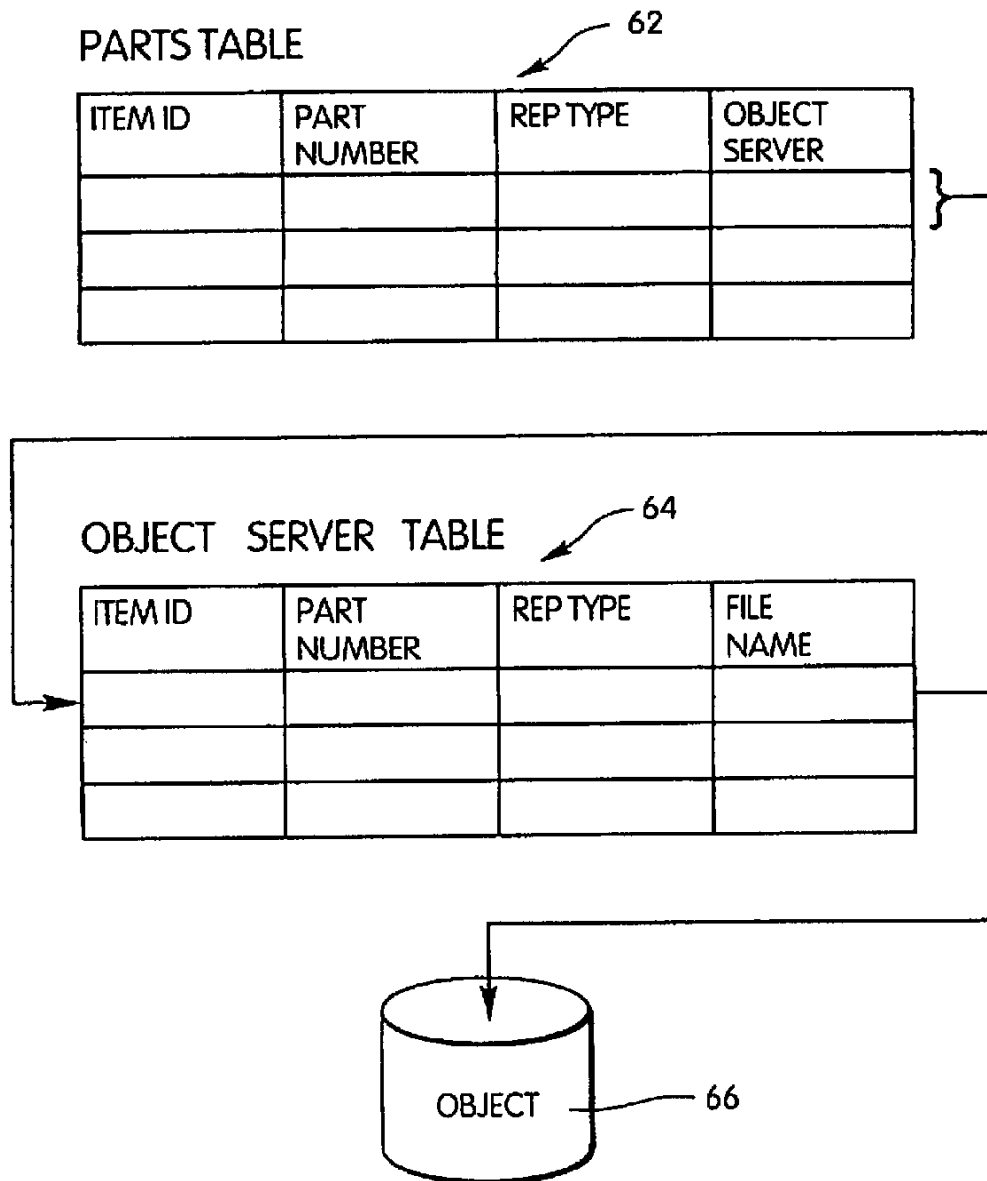 62
PARTS TABLE
ITEM ID PART NUMBER REP TYPE OBJECT SERVER
64
OBJECT SERVER TABLE
ITEM ID PART NUMBER REP TYPE FILE NAME
OBJECT 66